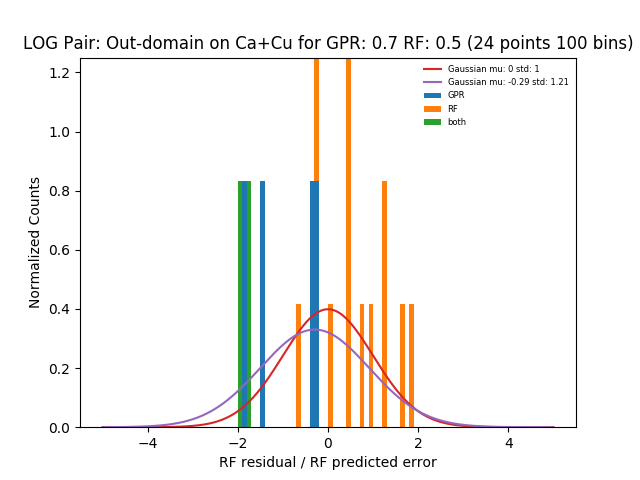 LOG Pair: Out-domain on Ca+Cu for GPR: 0.7 RF: 0.5 (24 points 100 bins)
Gaussian mu: 0 std: 1
Gaussian mu: -0.29 std: 1.21
GPR
RF
both
Normalized Counts
1.2
1.0
0.8
0.6
0.4
0.2
0.0
−4
−2
0
2
4
RF residual / RF predicted error